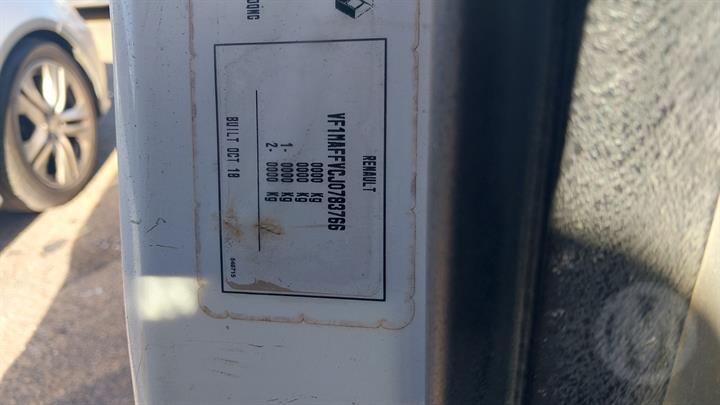 RENAULT
VF1MAFFVCJ0783766
0000 Kg
0000 Kg
1- 0000 Kg
2- 0000 Kg
BUILT OCT 18